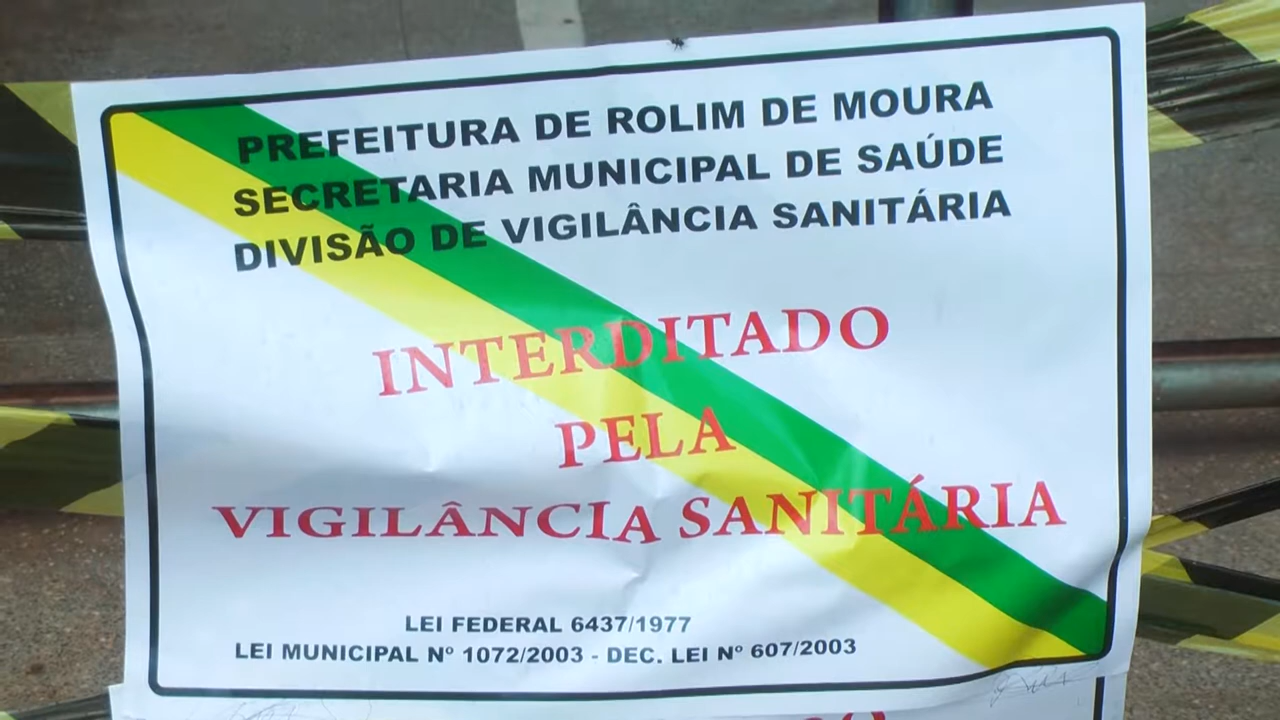 PREFEITURA DE ROLIM DE MOURA
SECRETARIA MUNICIPAL DE SAÚDE
DIVISÃO DE VIGILÂNCIA SANITÁRIA
INTERDITADO
PELA
VIGILÂNCIA SANITÁRIA
LEI FEDERAL 6437/1977
LEI MUNICIPAL Nº 1072/2003 - DEC. LEI Nº 607/2003